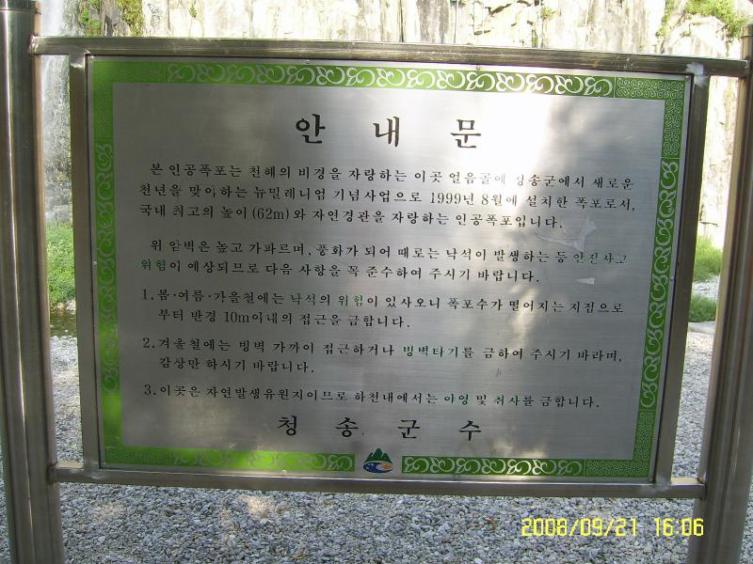 안 내 문
본 인공폭포는 천혜의 비경을 자랑하는 이곳 얼음골에 청송군에서 새로운
천년을 맞이하는 뉴밀레니엄 기념사업으로 1999년 8월에 설치한 폭포로서,
국내 최고의 높이 (62m) 와 자연경관을 자랑하는 인공폭포입니다.
위 암벽은 높고 가파르며, 풍화가 되어 때로는 낙석이 발생하는 등 안전사고
위험이 예상되므로 다음 사항을 꼭 준수하여 주시기 바랍니다.
1. 봄·여름·가을철에는 낙석의 위험이 있사오니 폭포수가 떨어지는 지점으로
부터 반경 10m이내의 접근을 금합니다.
2. 겨울철에는 빙벽 가까이 접근하거나 빙벽타기를 금하여 주시기 바라며,
감상만 하시기 바랍니다.
3. 이곳은 자연발생유원지이므로 하천내에서는 야영 및 취사를 금합니다.
청 송 군 수
2008/09/21 16:06